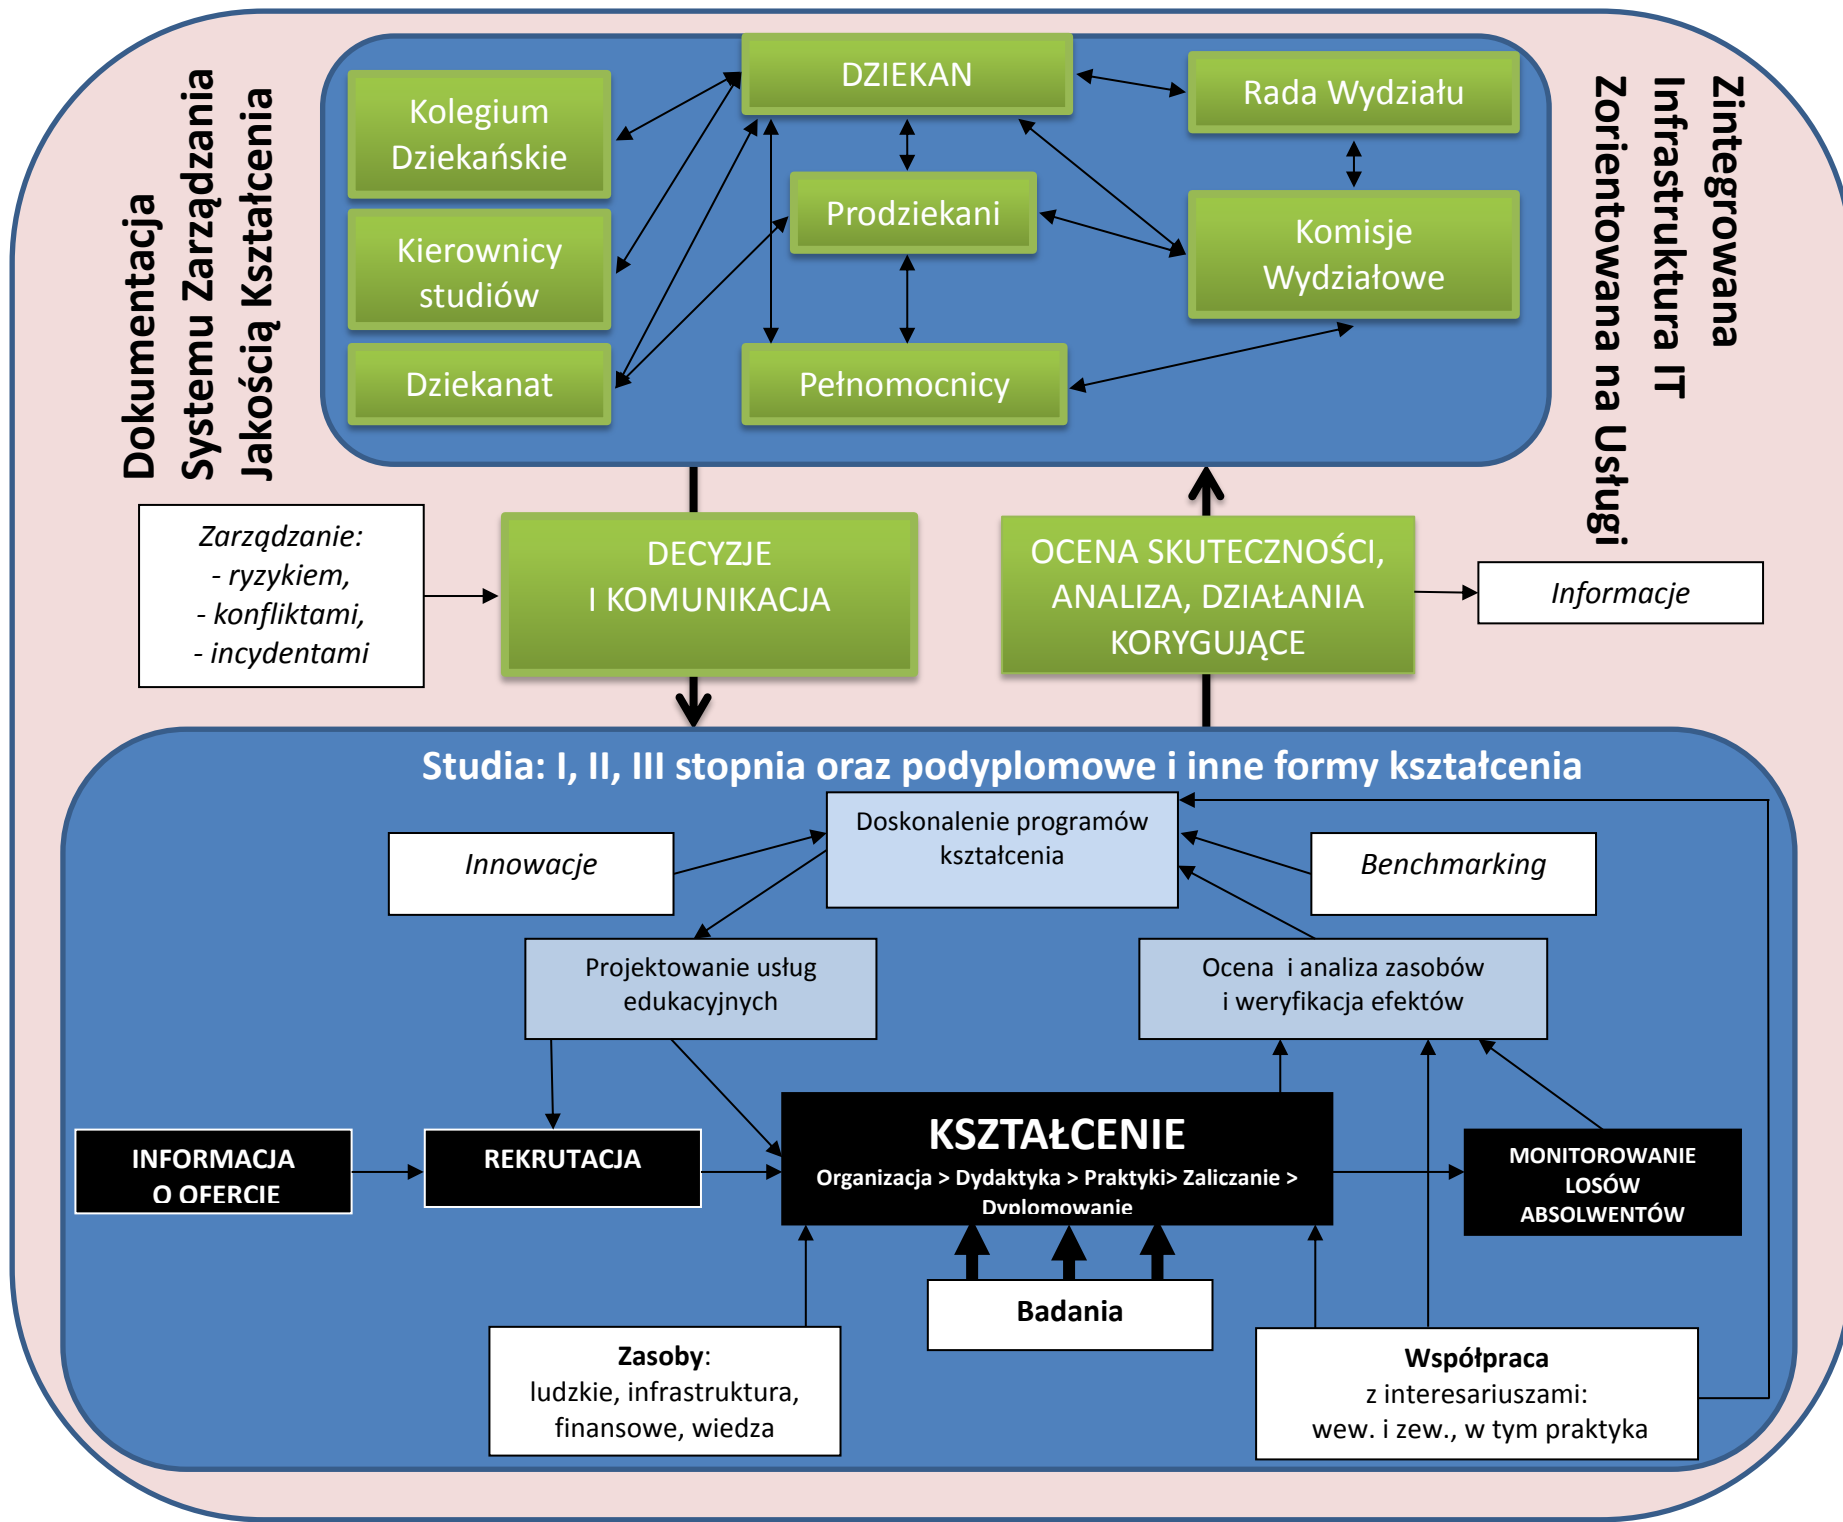 Dokumentacja
Systemu Zarządzania
Jakością Kształcenia
DZIEKAN
Kolegium
Dziekańskie
Rada Wydziału
Prodziekani
Kierownicy
studiów
Komisje
Wydziałowe
Dziekanat
Pełnomocnicy
Zintegrowana
Infrastruktura IT
Zorientowana na Usługi
Zarządzanie:
- ryzykiem,
- konfliktami,
- incydentami
DECYZJE
I KOMUNIKACJA
OCENA SKUTECZNOŚCI,
ANALIZA, DZIAŁANIA
KORYGUJĄCE
Informacje
Studia: I, II, III stopnia oraz podyplomowe i inne formy kształcenia
Doskonalenie programów
kształcenia
Innowacje
Benchmarking
Projektowanie usług
edukacyjnych
Ocena  i analiza zasobów
i weryfikacja efektów
INFORMACJA
O OFERCIE
REKRUTACJA
KSZTAŁCENIE
Organizacja > Dydaktyka > Praktyki> Zaliczanie >
Dyplomowanie
MONITOROWANIE
LOSÓW
ABSOLWENTÓW
Badania
Zasoby:
ludzkie, infrastruktura,
finansowe, wiedza
Współpraca
z interesariuszami:
wew. i zew., w tym praktyka